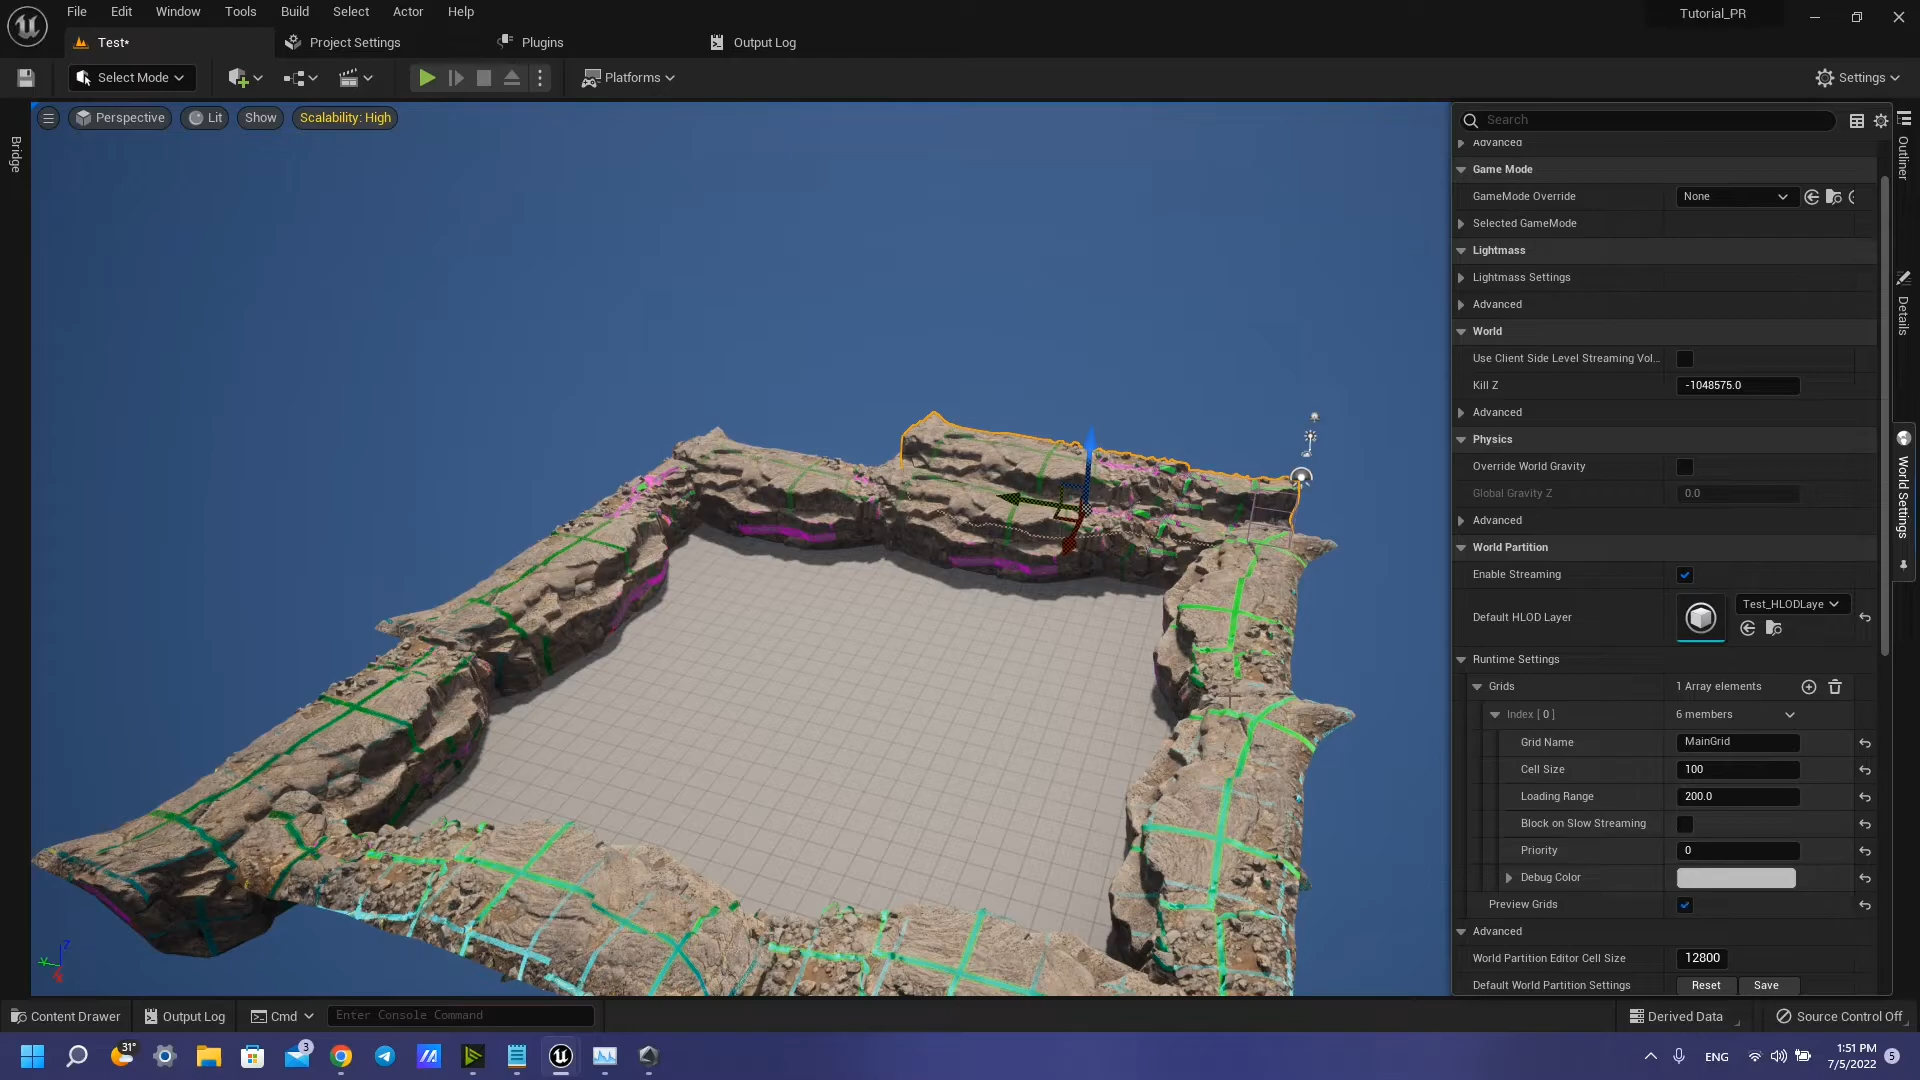 File Edit Window Tools Build Select Actor Help
Tutorial_PR
Test*
Project Settings
Plugins
Output Log
Select Mode
Platforms
Settings
Bridge
Perspective
Lit
Show
Scalability: High
Search
Outliner
Details
World Settings
Advanced
Game Mode
GameMode Override None
Selected GameMode
Lightmass
Lightmass Settings
Advanced
World
Use Client Side Level Streaming Vol...
Kill Z -1048575.0
Advanced
Physics
Override World Gravity
Global Gravity Z 0.0
Advanced
World Partition
Enable Streaming
Default HLOD Layer Test_HLODLaye
Runtime Settings
Grids 1 Array elements
Index [ 0 ] 6 members
Grid Name MainGrid
Cell Size 100
Loading Range 200.0
Block on Slow Streaming
Priority 0
Debug Color
Preview Grids
Advanced
World Partition Editor Cell Size 12800
Default World Partition Settings Reset Save
Z
Y
Content Drawer
Output Log
Cmd
Enter Console Command
Derived Data
Source Control Off
31°
3
ENG
1:51 PM
7/5/2022
5